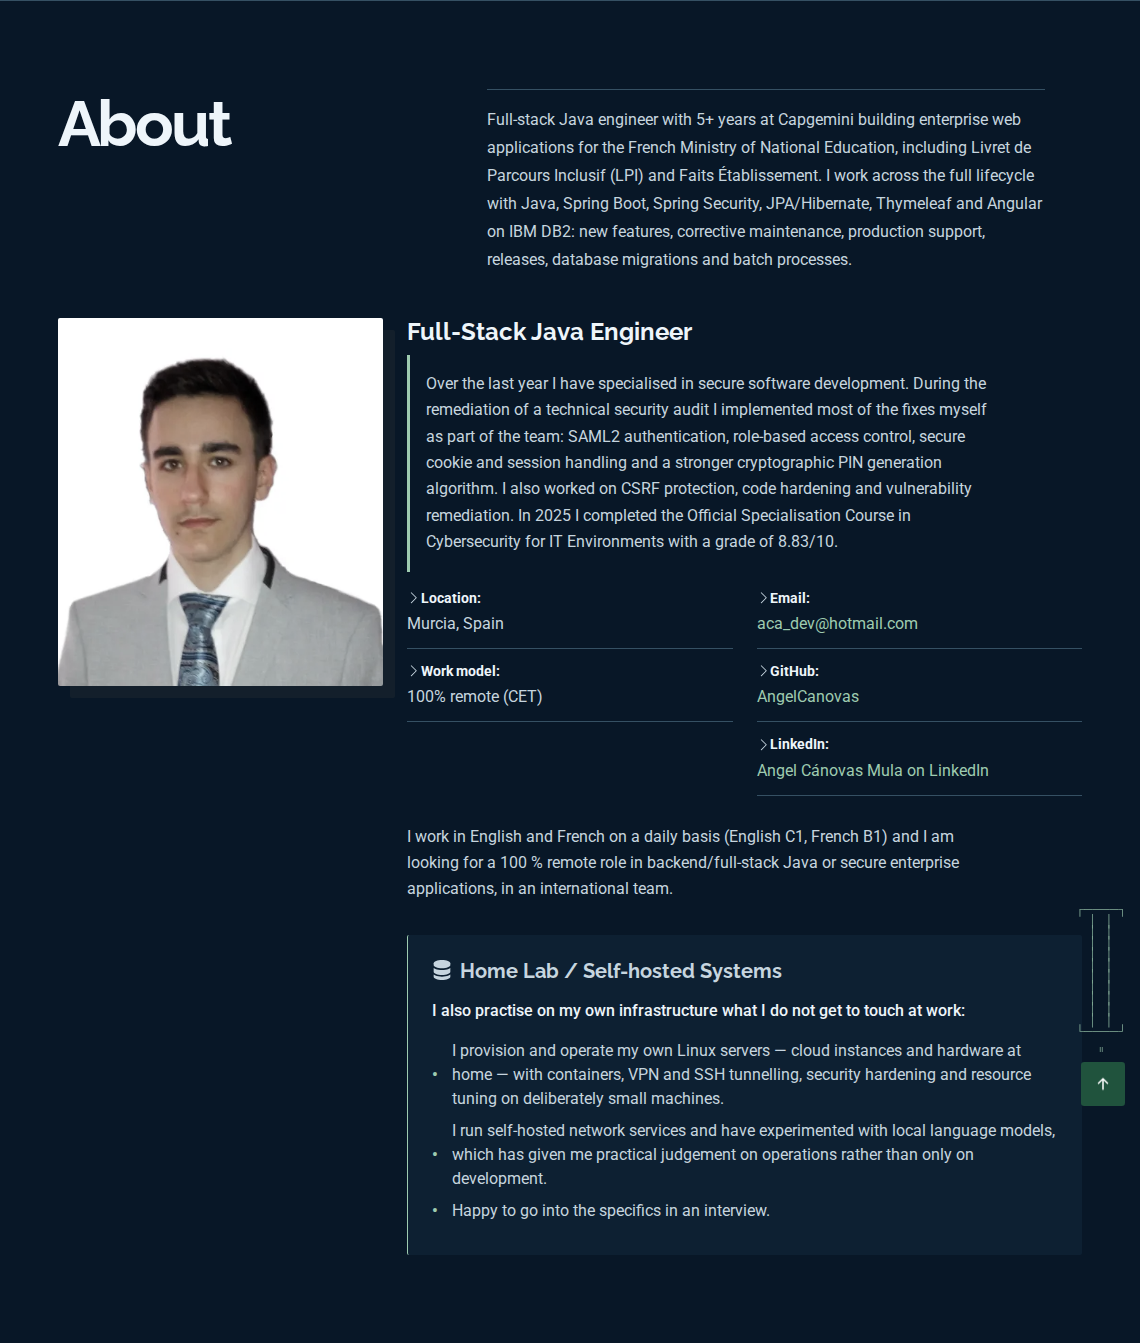 About
Full-stack Java engineer with 5+ years at Capgemini building enterprise web
applications for the French Ministry of National Education, including Livret de
Parcours Inclusif (LPI) and Faits Établissement. I work across the full lifecycle
with Java, Spring Boot, Spring Security, JPA/Hibernate, Thymeleaf and Angular
on IBM DB2: new features, corrective maintenance, production support,
releases, database migrations and batch processes.
Full-Stack Java Engineer
Over the last year I have specialised in secure software development. During the
remediation of a technical security audit I implemented most of the fixes myself
as part of the team: SAML2 authentication, role-based access control, secure
cookie and session handling and a stronger cryptographic PIN generation
algorithm. I also worked on CSRF protection, code hardening and vulnerability
remediation. In 2025 I completed the Official Specialisation Course in
Cybersecurity for IT Environments with a grade of 8.83/10.
Location:
Murcia, Spain
Work model:
100% remote (CET)
Email:
aca_dev@hotmail.com
GitHub:
AngelCanovas
LinkedIn:
Angel Cánovas Mula on LinkedIn
I work in English and French on a daily basis (English C1, French B1) and I am
looking for a 100 % remote role in backend/full-stack Java or secure enterprise
applications, in an international team.
Home Lab / Self-hosted Systems
I also practise on my own infrastructure what I do not get to touch at work:
I provision and operate my own Linux servers — cloud instances and hardware at
• home — with containers, VPN and SSH tunnelling, security hardening and resource
tuning on deliberately small machines.
I run self-hosted network services and have experimented with local language models,
• which has given me practical judgement on operations rather than only on
development.
• Happy to go into the specifics in an interview.